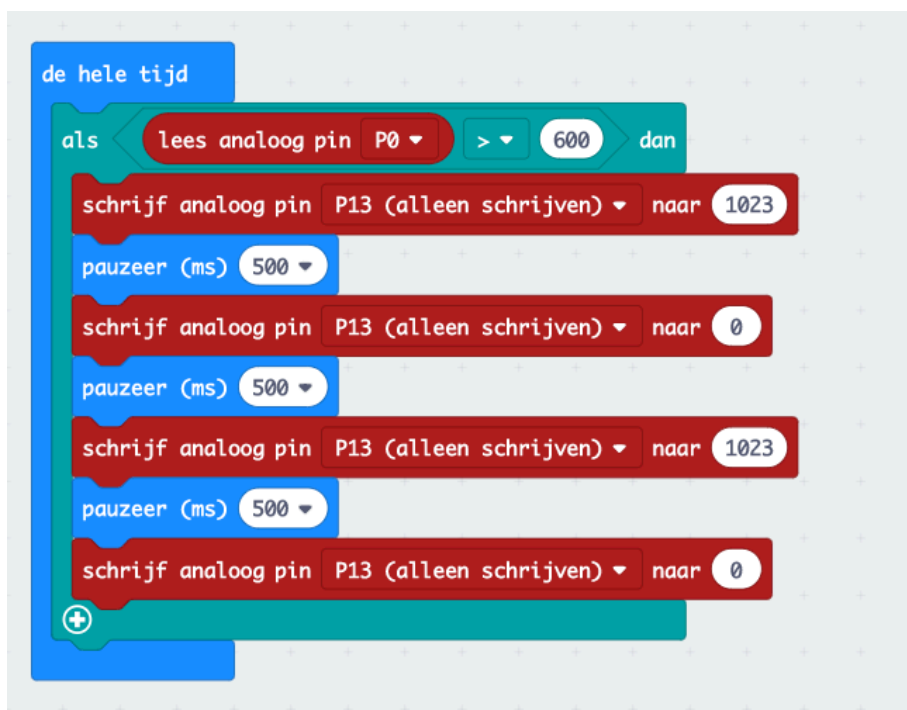 de hele tijd
als lees analoog pin P0 > 600 dan
schrijf analoog pin P13 (alleen schrijven) naar 1023
pauzeer (ms) 500
schrijf analoog pin P13 (alleen schrijven) naar 0
pauzeer (ms) 500
schrijf analoog pin P13 (alleen schrijven) naar 1023
pauzeer (ms) 500
schrijf analoog pin P13 (alleen schrijven) naar 0